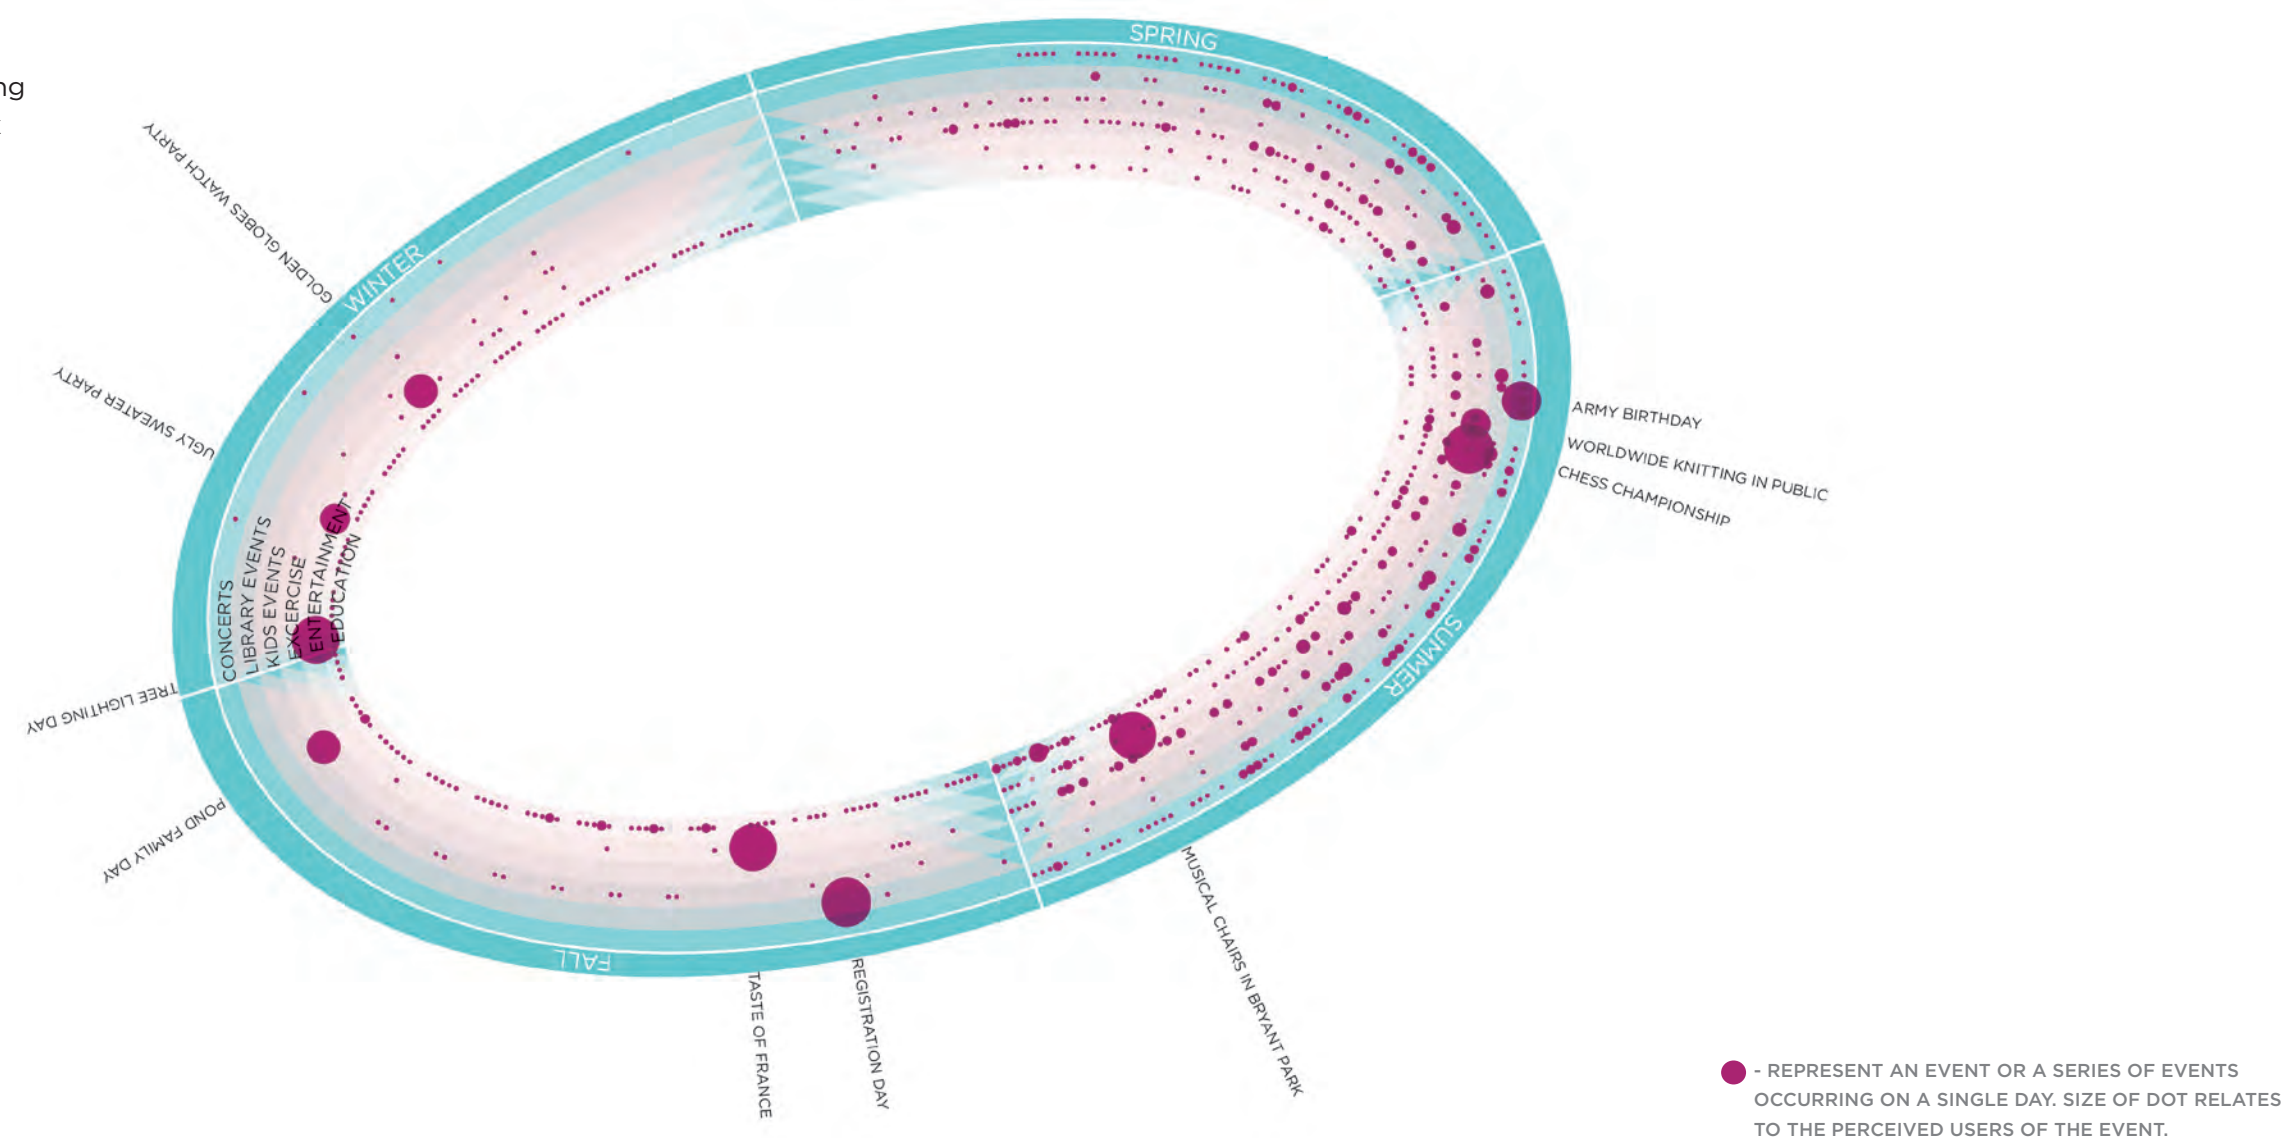 ng
SPRING
GOLDEN GLOBES WATCH PARTY
WINTER
UGLY SWEATER PARTY
ARMY BIRTHDAY
WORLDWIDE KNITTING IN PUBLIC
CHESS CHAMPIONSHIP
CONCERTS
LIBRARY EVENTS
KIDS EVENTS
EXCERCISE
ENTERTAINMENT
EDUCATION
SUMMER
TREE LIGHTING DAY
POND FAMILY DAY
FALL
TASTE OF FRANCE
REGISTRATION DAY
MUSICAL CHAIRS IN BRYANT PARK
- REPRESENT AN EVENT OR A SERIES OF EVENTS
OCCURRING ON A SINGLE DAY. SIZE OF DOT RELATES
TO THE PERCEIVED USERS OF THE EVENT.